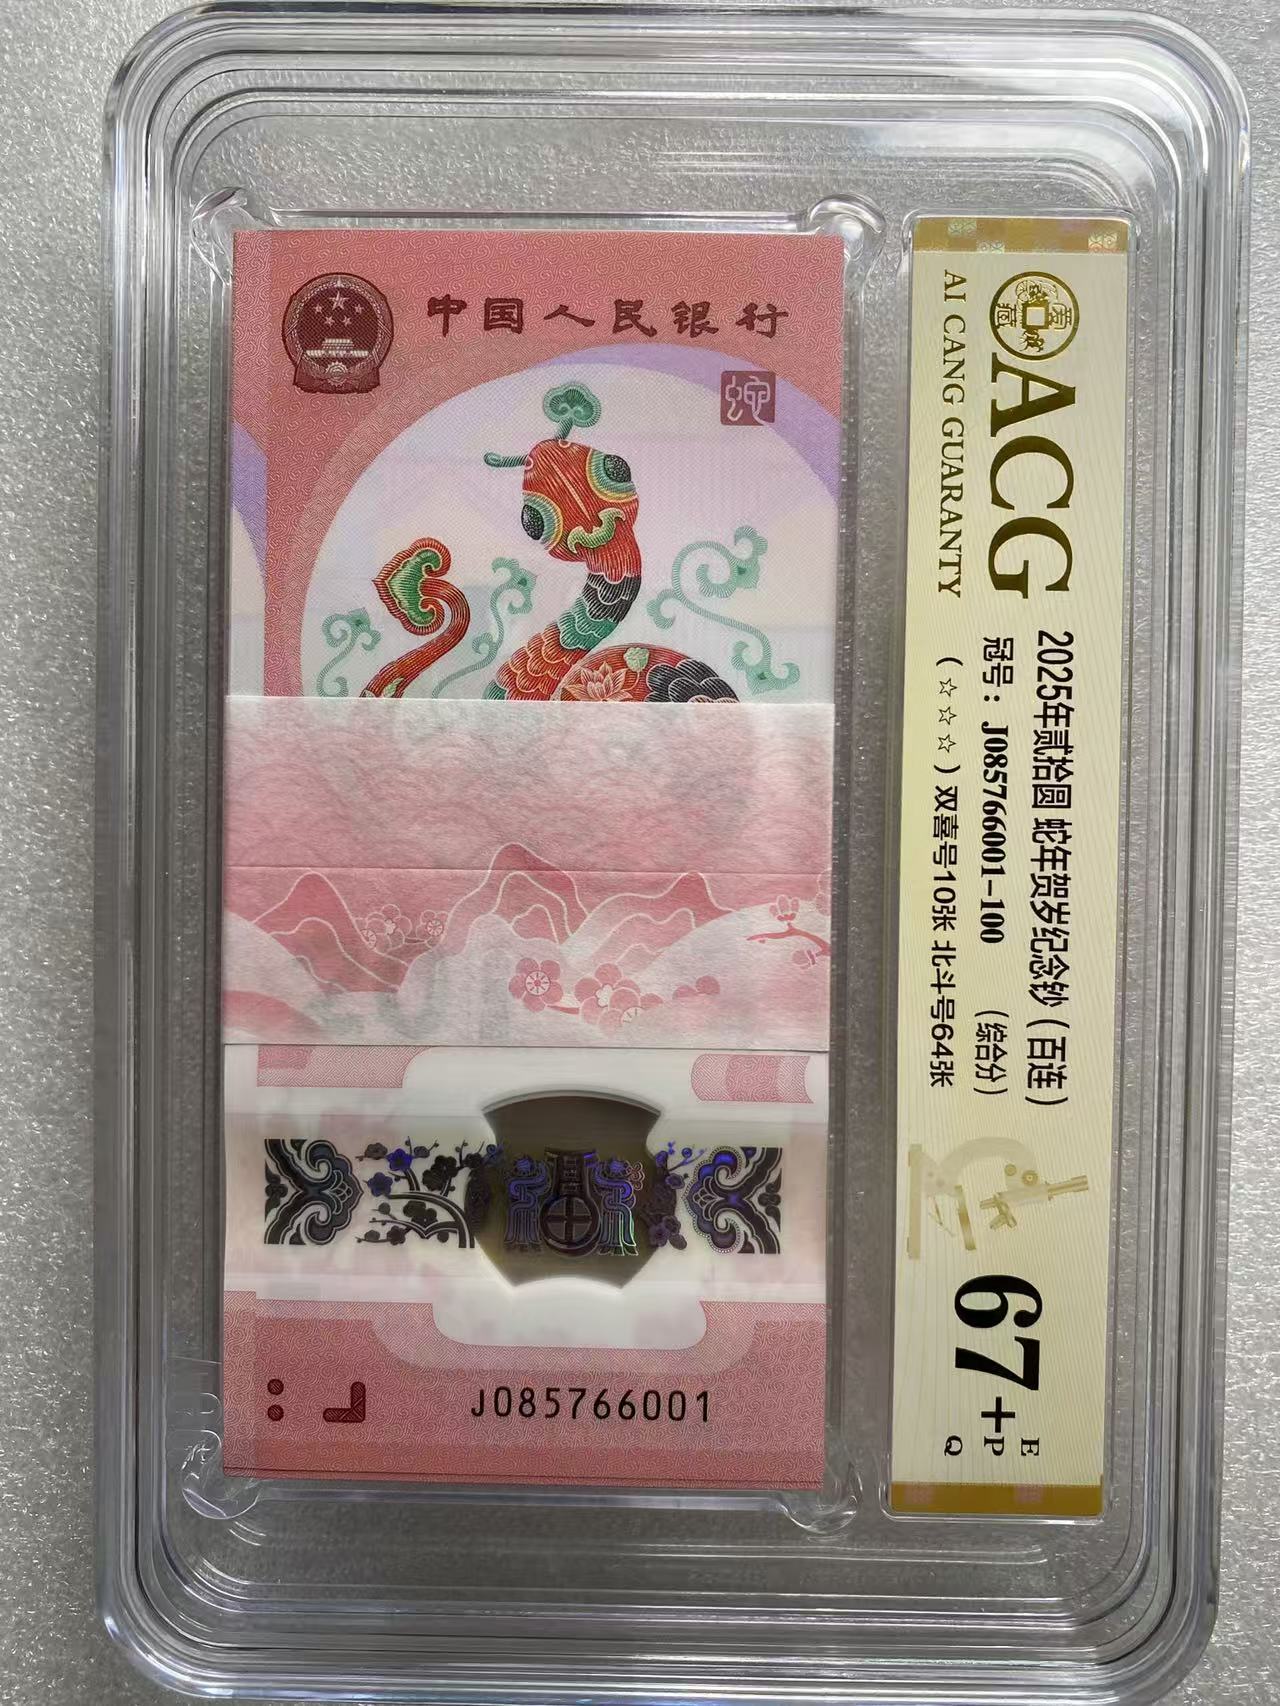 中国人民银行
蛇
J085766001
ACG
AI CANG GUARANTY
2025年贰拾圆 蛇年贺岁纪念钞（百连）
冠号：J085766001-100 （综合分）
（☆☆☆）双喜号10张 北斗号64张
67+
E
P
Q